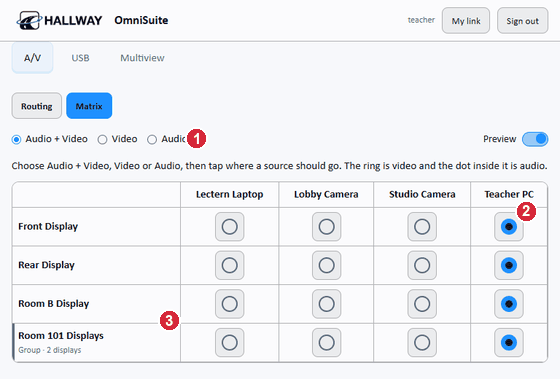 HALLWAY OmniSuite
teacher
My link
Sign out
A/V
USB
Multiview
Routing
Matrix
Audio + Video
Video
Audio
1
Preview
Choose Audio + Video, Video or Audio, then tap where a source should go. The ring is video and the dot inside it is audio.
Lectern Laptop
Lobby Camera
Studio Camera
Teacher PC
2
Front Display
Rear Display
Room B Display
3
Room 101 Displays
Group · 2 displays